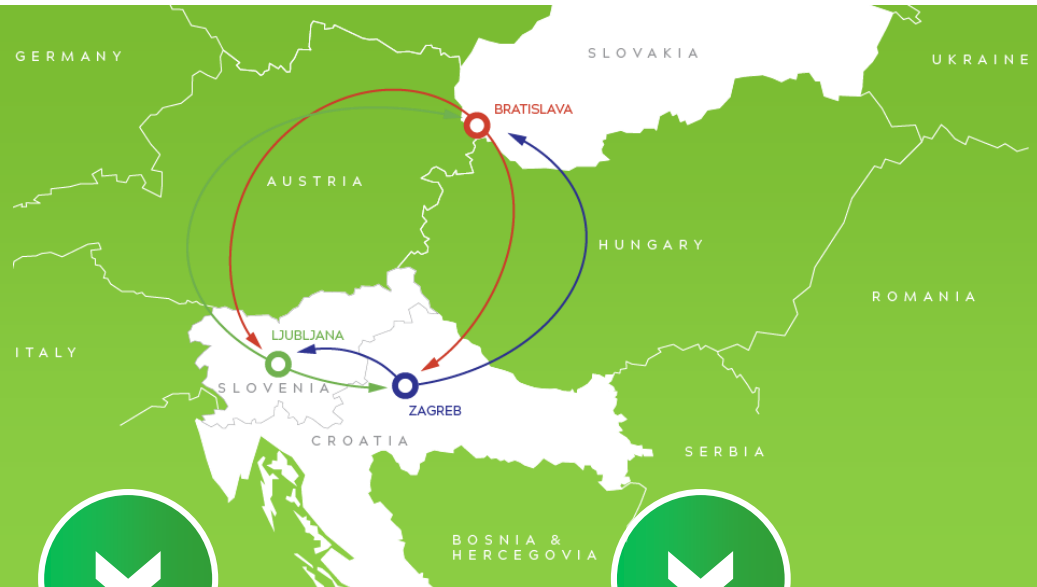 SLOVAKIA
GERMANY
UKRAINE
BRATISLAVA
AUSTRIA
HUNGARY
ROMANIA
LJUBLJANA
ITALY
SLOVENIA
ZAGREB
CROATIA
SERBIA
BOSNIA &
HERCEGOVIA